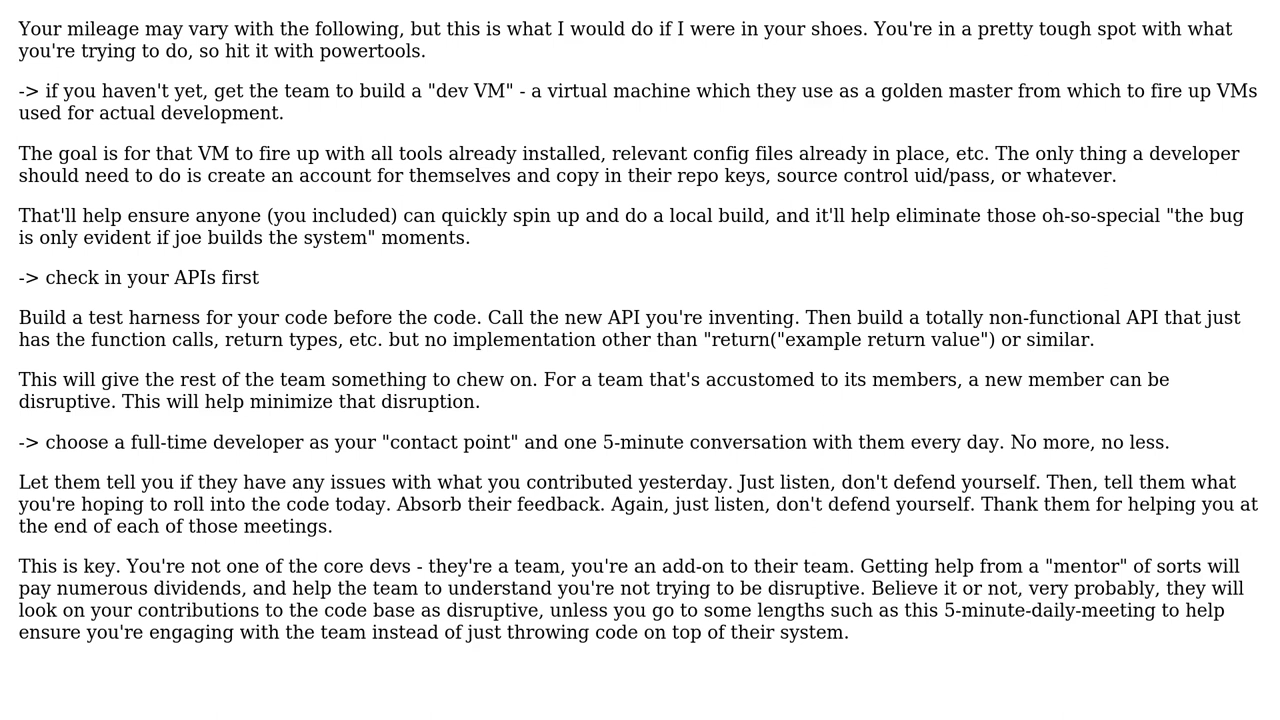 Your mileage may vary with the following, but this is what I would do if I were in your shoes. You're in a pretty tough spot with what
you're trying to do, so hit it with powertools.
-> if you haven't yet, get the team to build a "dev VM" - a virtual machine which they use as a golden master from which to fire up VMs
used for actual development.
The goal is for that VM to fire up with all tools already installed, relevant config files already in place, etc. The only thing a developer
should need to do is create an account for themselves and copy in their repo keys, source control uid/pass, or whatever.
That'll help ensure anyone (you included) can quickly spin up and do a local build, and it'll help eliminate those oh-so-special "the bug
is only evident if joe builds the system" moments.
-> check in your APIs first
Build a test harness for your code before the code. Call the new API you're inventing. Then build a totally non-functional API that just
has the function calls, return types, etc. but no implementation other than "return("example return value") or similar.
This will give the rest of the team something to chew on. For a team that's accustomed to its members, a new member can be
disruptive. This will help minimize that disruption.
-> choose a full-time developer as your "contact point" and one 5-minute conversation with them every day. No more, no less.
Let them tell you if they have any issues with what you contributed yesterday. Just listen, don't defend yourself. Then, tell them what
you're hoping to roll into the code today. Absorb their feedback. Again, just listen, don't defend yourself. Thank them for helping you at
the end of each of those meetings.
This is key. You're not one of the core devs - they're a team, you're an add-on to their team. Getting help from a "mentor" of sorts will
pay numerous dividends, and help the team to understand you're not trying to be disruptive. Believe it or not, very probably, they will
look on your contributions to the code base as disruptive, unless you go to some lengths such as this 5-minute-daily-meeting to help
ensure you're engaging with the team instead of just throwing code on top of their system.